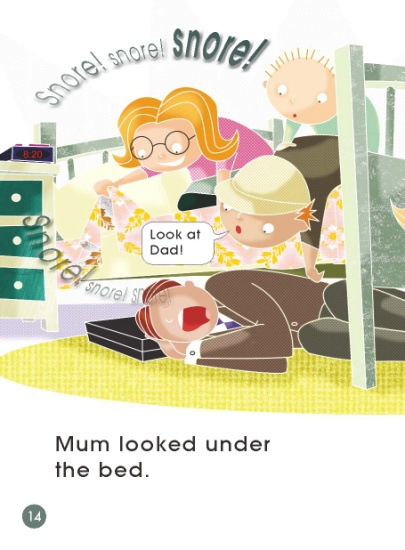 Snore! snore! snore!
8:20
Look at
Dad!
Snore! snore! snore!
Mum looked under
the bed.
14